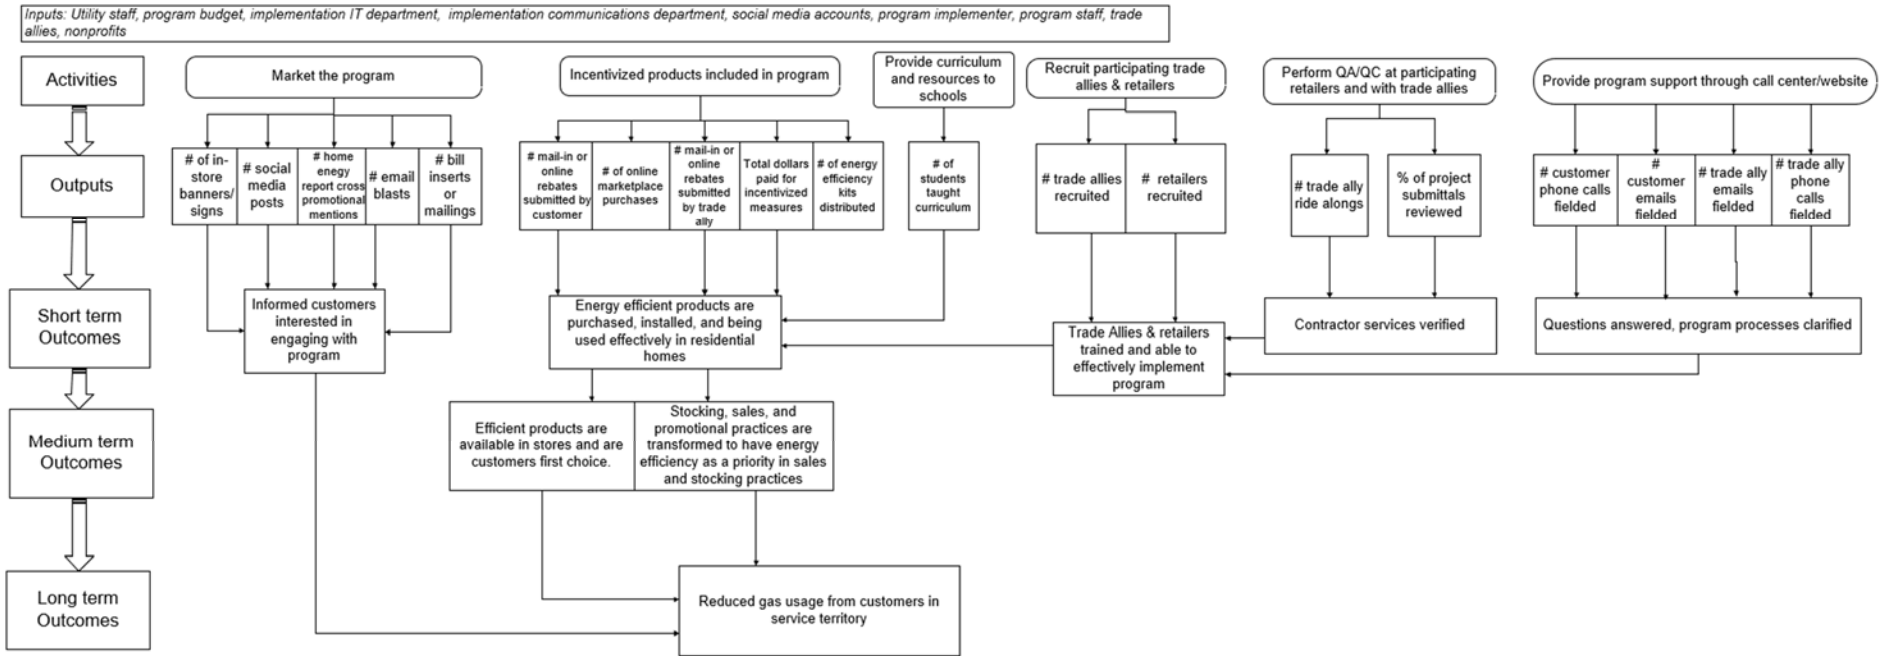 Inputs: Utility staff, program budget, implementation IT department, implementation communications department, social media accounts, program implementer, program staff, trade
allies, nonprofits
Activities
Market the program
Incentivized products included in program
Provide curriculum
and resources to
schools
Recruit participating trade
allies & retailers
Perform QA/QC at participating
retailers and with trade allies
Provide program support through call center/website
Outputs
# of in-
store
banners/
signs
# social
media
posts
# home
enegy
report cross
promotional
mentions
# email
blasts
# bill
inserts
or
mailings
# mail-in or
online
rebates
submitted by
customer
# of online
marketplace
purchases
# mail-in or
online
rebates
submitted
by trade
ally
Total dollars
paid for
incentivized
measures
# of energy
efficiency
kits
distributed
# of
students
taught
curriculum
# trade allies
recruited
# retailers
recruited
# trade ally
ride alongs
% of project
submittals
reviewed
# customer
phone calls
fielded
#
customer
emails
fielded
# trade ally
emails
fielded
# trade ally
phone
calls
fielded
Short term
Outcomes
Informed customers
interested in
engaging with
program
Energy efficient products are
purchased, installed, and being
used effectively in residential
homes
Trade Allies & retailers
trained and able to
effectively implement
program
Contractor services verified
Questions answered, program processes clarified
Medium term
Outcomes
Efficient products are
available in stores and are
customers first choice.
Stocking, sales, and
promotional practices are
transformed to have energy
efficiency as a priority in sales
and stocking practices
Long term
Outcomes
Reduced gas usage from customers in
service territory